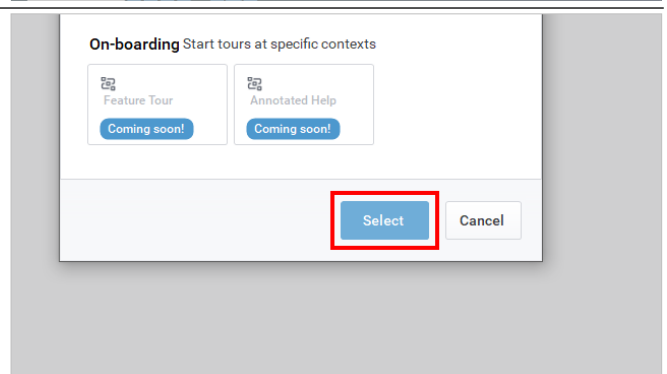 On-boarding Start tours at specific contexts
Feature Tour
Annotated Help
Coming soon!
Coming soon!
Select
Cancel